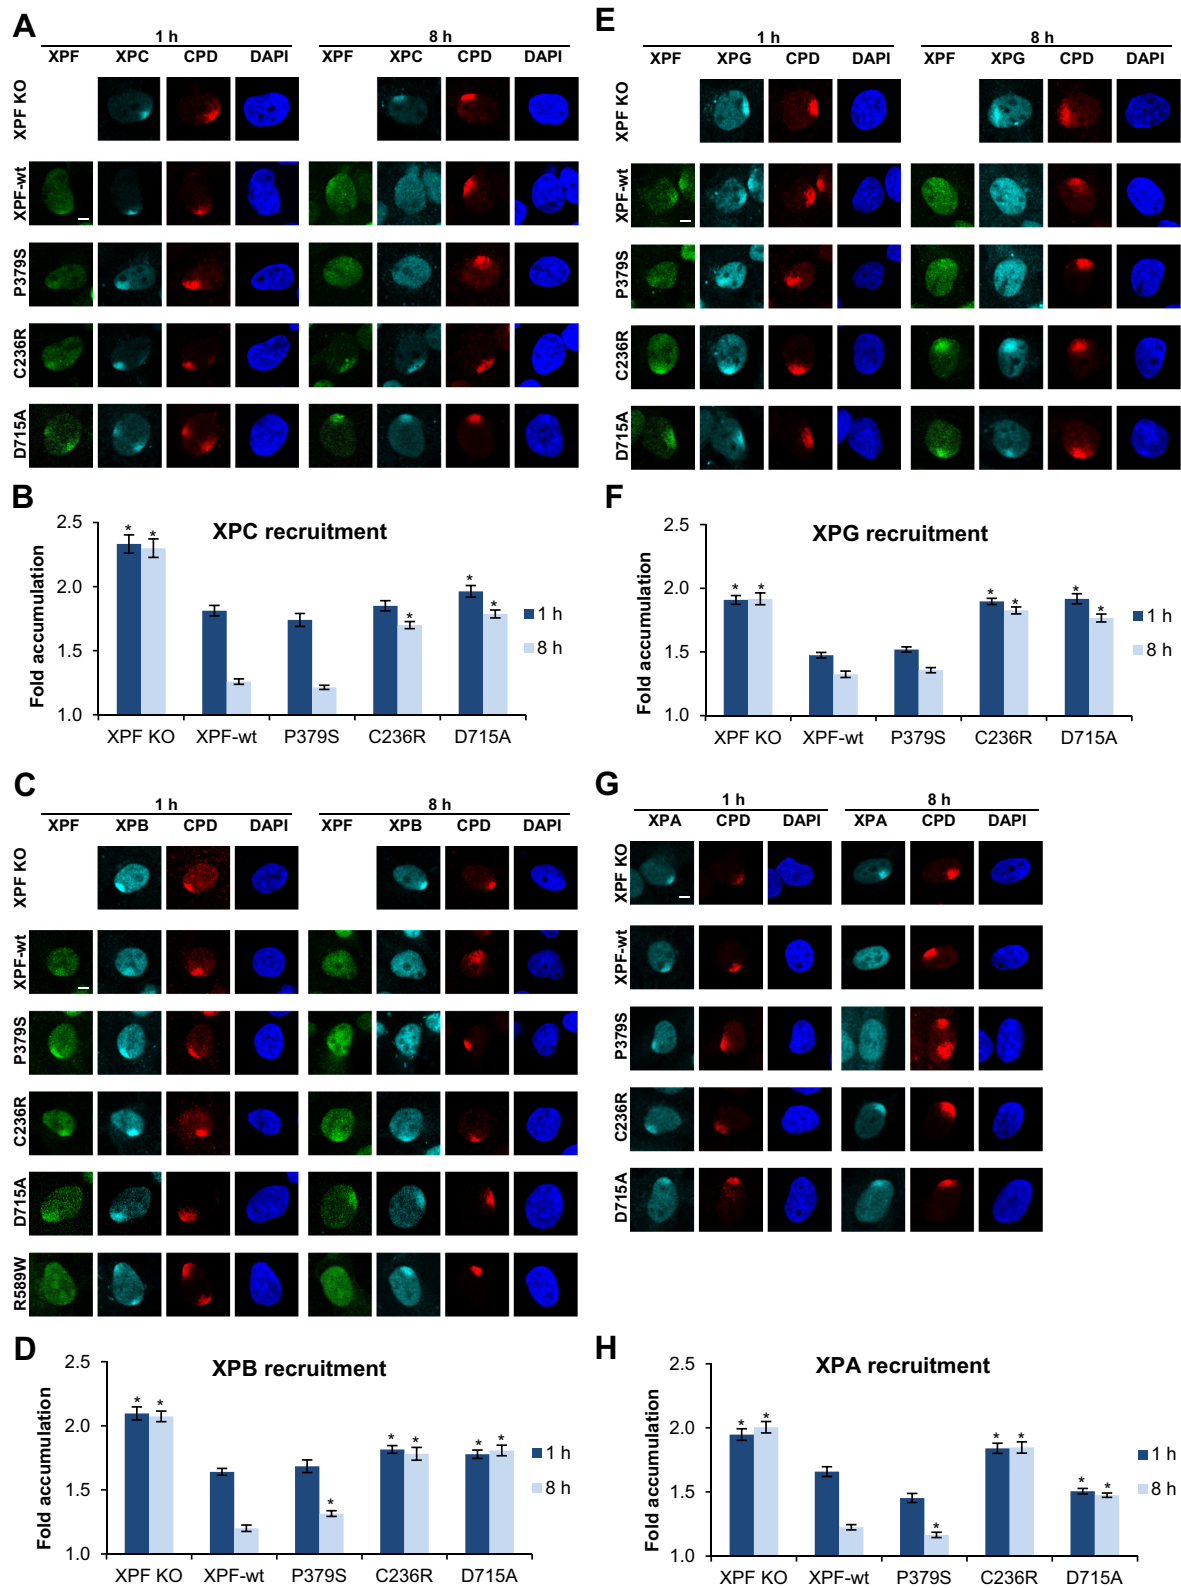 A
1 h
8 h
XPF XPC CPD DAPI XPF XPC CPD DAPI
XPF KO
XPF-wt
P379S
C236R
D715A
B
XPC recruitment
Fold accumulation
2.5
2.0
1.5
1.0
* * * * *
1 h
8 h
XPF KO XPF-wt P379S C236R D715A
C
1 h
8 h
XPF XPB CPD DAPI XPF XPB CPD DAPI
XPF KO
XPF-wt
P379S
C236R
D715A
R589W
D
XPB recruitment
Fold accumulation
2.5
2.0
1.5
1.0
* * * * * * *
1 h
8 h
XPF KO XPF-wt P379S C236R D715A
E
1 h
8 h
XPF XPG CPD DAPI XPF XPG CPD DAPI
XPF KO
XPF-wt
P379S
C236R
D715A
F
XPG recruitment
Fold accumulation
2.5
2.0
1.5
1.0
* * * * * *
1 h
8 h
XPF KO XPF-wt P379S C236R D715A
G
1 h
8 h
XPA CPD DAPI XPA CPD DAPI
XPF KO
XPF-wt
P379S
C236R
D715A
H
XPA recruitment
Fold accumulation
2.5
2.0
1.5
1.0
* * * * * * *
1 h
8 h
XPF KO XPF-wt P379S C236R D715A